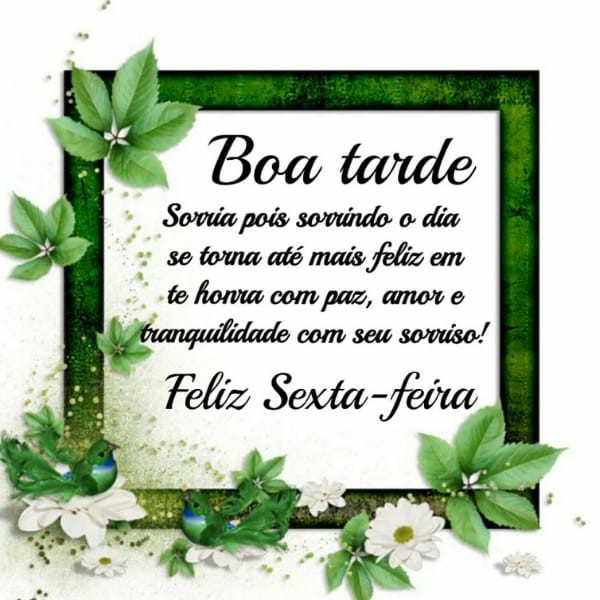 Boa tarde
Sorria pois sorrindo o dia
se torna até mais feliz em
te honra com paz, amor e
tranquilidade com seu sorriso!
Feliz Sexta-feira